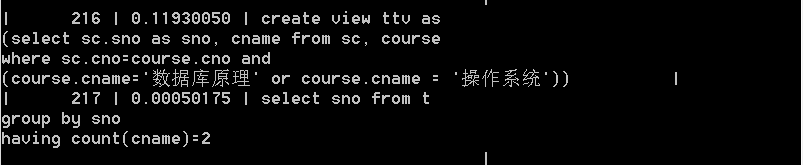 |      216 | 0.11930050 | create view ttv as
(select sc.sno as sno, cname from sc, course
where sc.cno=course.cno and
(course.cname='数据库原理' or course.cname = '操作系统'))             |
|      217 | 0.00050175 | select sno from t
group by sno
having count(cname)=2